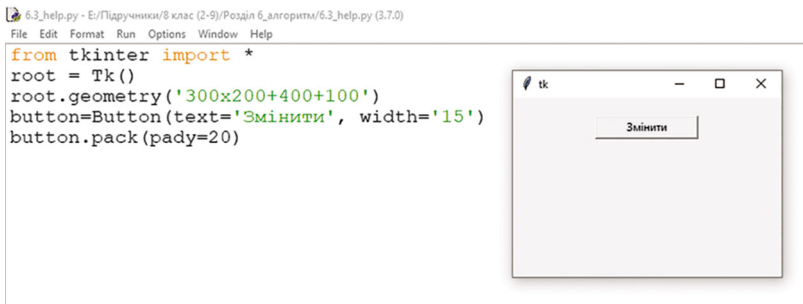 6.3_help.py - E:/Підручники/8 клас (2-9)/Розділ 6_алгоритм/6.3_help.py (3.7.0)
File Edit Format Run Options Window Help
from tkinter import *
root = Tk()
root.geometry('300x200+400+100')
button=Button(text='Змінити', width='15')
button.pack(pady=20)
tk
Змінити